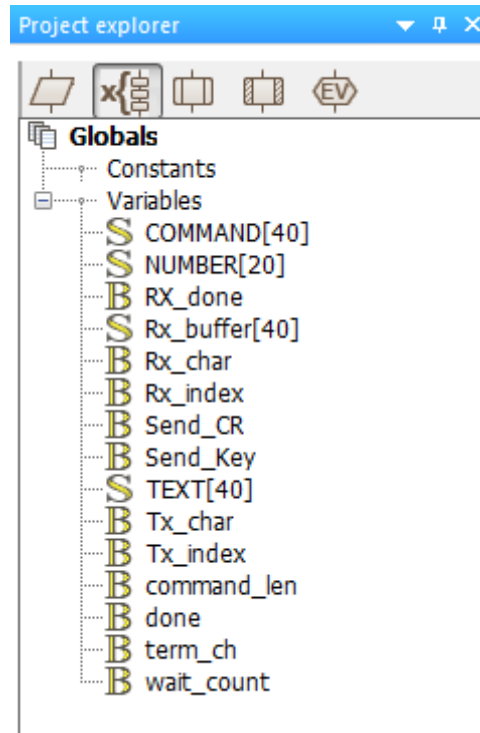 Project explorer
x{ EV
Globals
Constants
Variables
S COMMAND[40]
S NUMBER[20]
B RX_done
S Rx_buffer[40]
B Rx_char
B Rx_index
B Send_CR
B Send_Key
S TEXT[40]
B Tx_char
B Tx_index
B command_len
B done
B term_ch
B wait_count